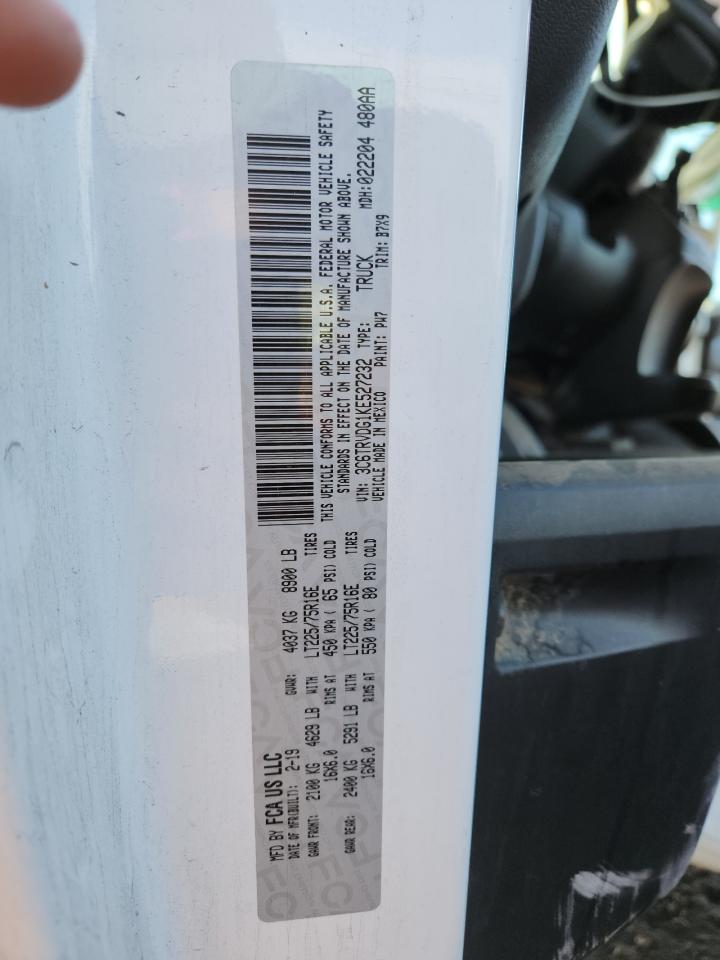 MFD BY FCA US LLC
DATE OF MFR(BUILT): 2-19 GVWR: 4037 KG 8900 LB
GAWR FRONT: 2100 KG 4629 LB WITH LT225/75R16E TIRES
16X6.0 RIMS AT 450 KPA ( 65 PSI) COLD
GAWR REAR: 2400 KG 5291 LB WITH LT225/75R16E TIRES
16X6.0 RIMS AT 550 KPA ( 80 PSI) COLD
THIS VEHICLE CONFORMS TO ALL APPLICABLE U.S.A. FEDERAL MOTOR VEHICLE SAFETY
STANDARDS IN EFFECT ON THE DATE OF MANUFACTURE SHOWN ABOVE.
VIN: 3C6TRVDG1KE527232 TYPE: TRUCK MDH:022204 480AA
VEHICLE MADE IN MEXICO PAINT: PW7 TRIM: B7X9